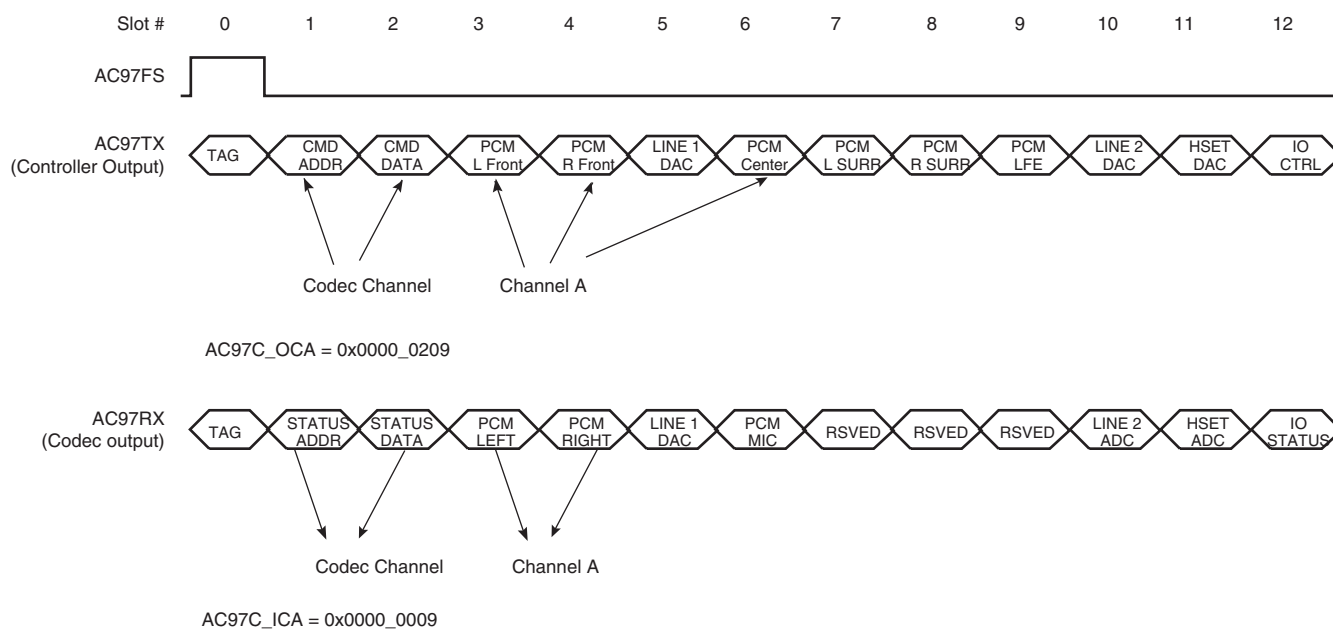 Slot # 0 1 2 3 4 5 6 7 8 9 10 11 12
AC97FS
AC97TX
(Controller Output)
TAG
CMD
ADDR
CMD
DATA
PCM
L Front
PCM
R Front
LINE 1
DAC
PCM
Center
PCM
L SURR
PCM
R SURR
PCM
LFE
LINE 2
DAC
HSET
DAC
IO
CTRL
Codec Channel
Channel A
AC97C_OCA = 0x0000_0209
AC97RX
(Codec output)
TAG
STATUS
ADDR
STATUS
DATA
PCM
LEFT
PCM
RIGHT
LINE 1
DAC
PCM
MIC
RSVED
RSVED
RSVED
LINE 2
ADC
HSET
ADC
IO
STATUS
Codec Channel
Channel A
AC97C_ICA = 0x0000_0009